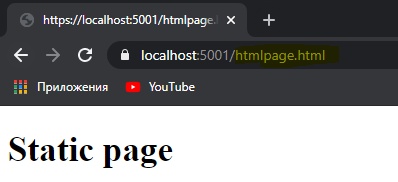 https://localhost:5001/htmlpage.
localhost:5001/htmlpage.html
Приложения YouTube
Static page